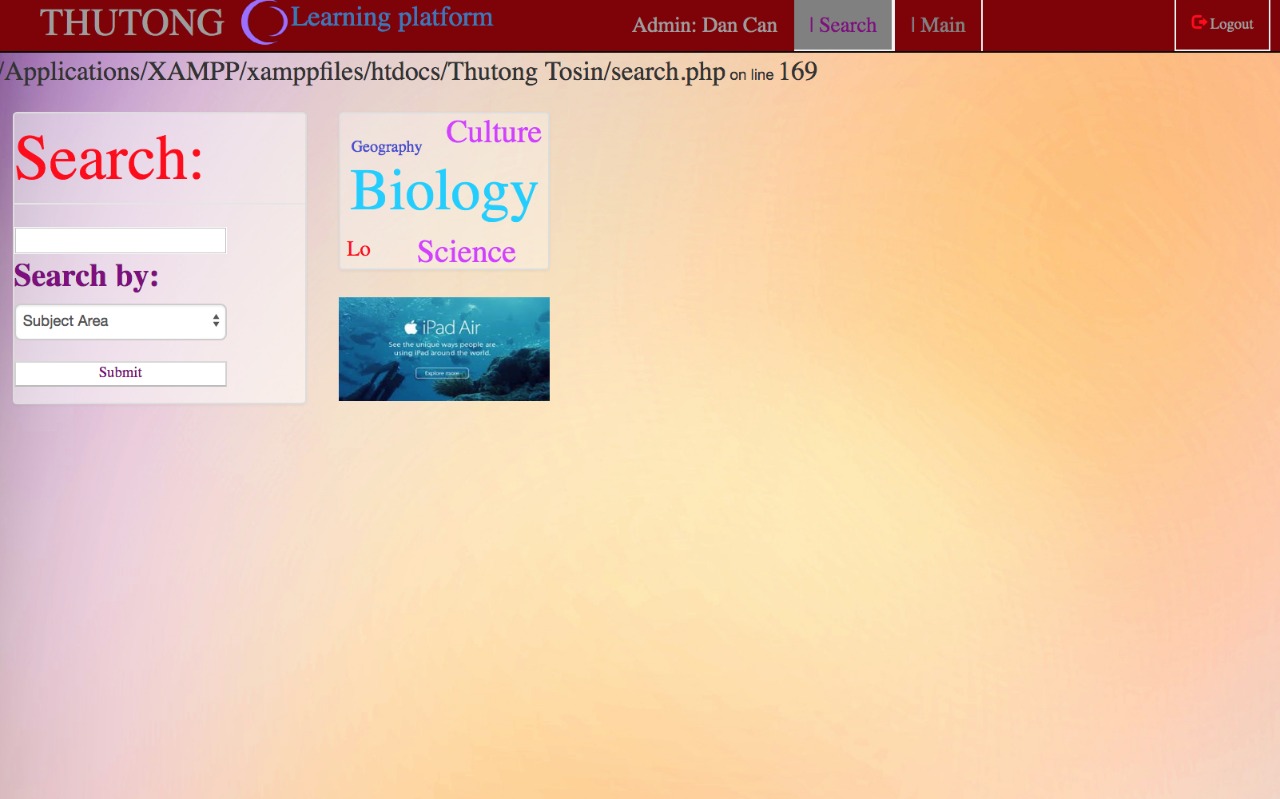 THUTONG Learning platform Admin: Dan Can | Search | Main Logout
/Applications/XAMPP/xamppfiles/htdocs/Thutong Tosin/search.php on line 169
Search:
Search by:
Subject Area
Submit
Culture
Geography
Biology
Lo Science
iPad Air
See the unique ways people are
using iPad around the world.
Explore more